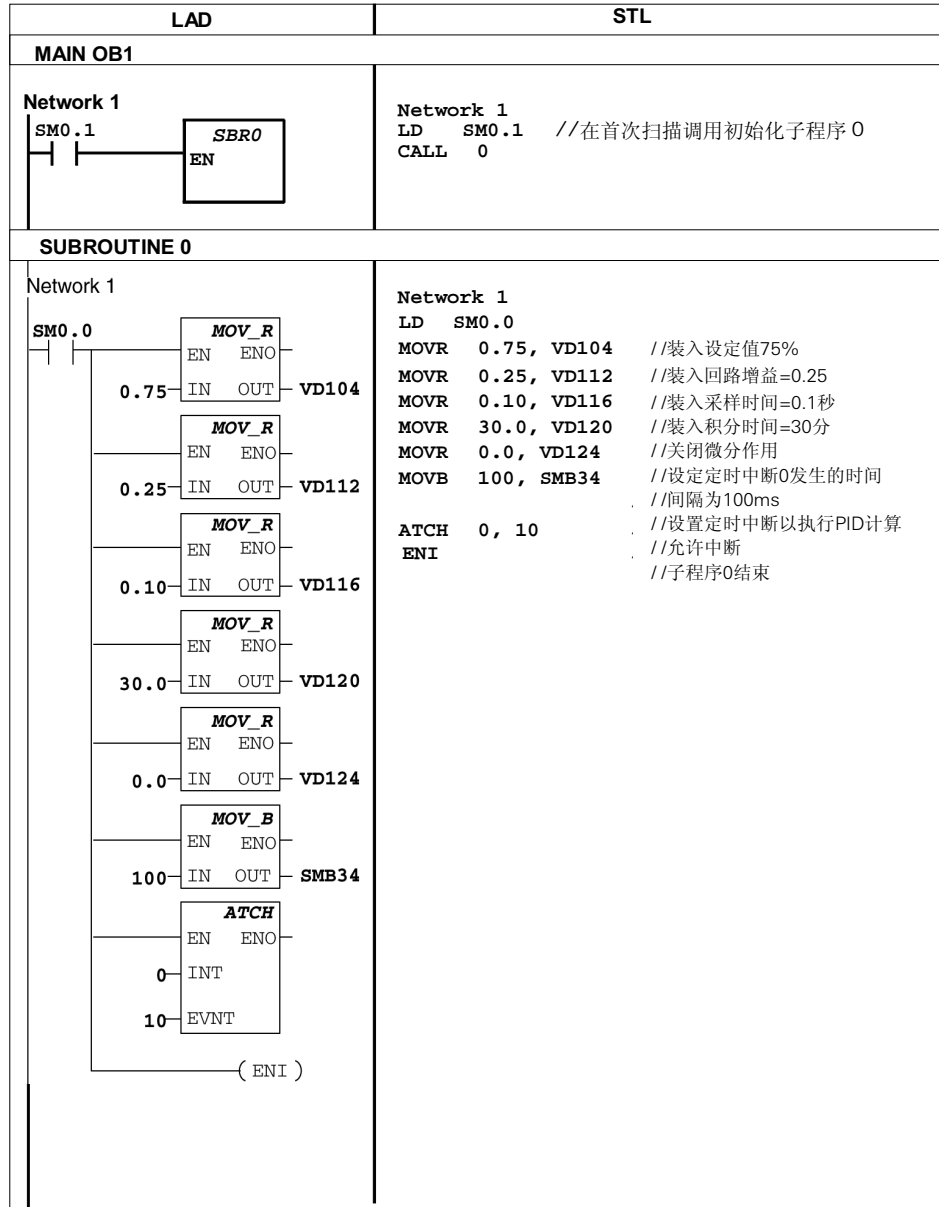 LAD
STL
MAIN OB1
Network 1
SM0.1
SBR0
EN
Network 1
LD SM0.1 //在首次扫描调用初始化子程序 0
CALL 0
SUBROUTINE 0
Network 1
SM0.0
MOV_R
EN ENO
0.75 IN OUT VD104
MOV_R
EN ENO
0.25 IN OUT VD112
MOV_R
EN ENO
0.10 IN OUT VD116
MOV_R
EN ENO
30.0 IN OUT VD120
MOV_R
EN ENO
0.0 IN OUT VD124
MOV_B
EN ENO
100 IN OUT SMB34
ATCH
EN ENO
0 INT
10 EVNT
( ENI )
Network 1
LD SM0.0
MOVR 0.75, VD104 //装入设定值75%
MOVR 0.25, VD112 //装入回路增益=0.25
MOVR 0.10, VD116 //装入采样时间=0.1秒
MOVR 30.0, VD120 //装入积分时间=30分
MOVR 0.0, VD124 //关闭微分作用
MOVB 100, SMB34 //设定定时中断0发生的时间
//间隔为100ms
ATCH 0, 10 //设置定时中断以执行PID计算
ENI //允许中断
//子程序0结束